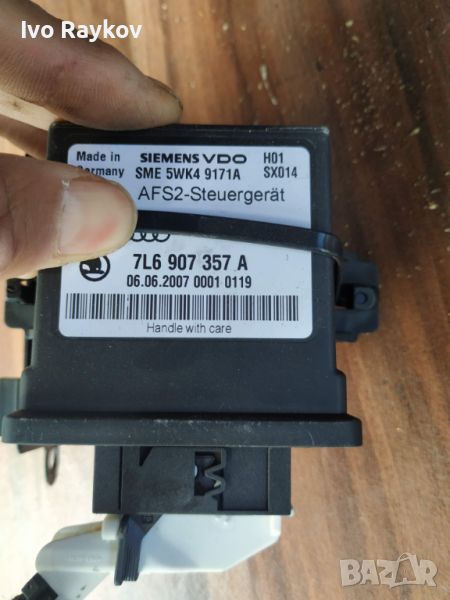 Ivo Raykov
Made in Germany SIEMENS VDO H01
SME 5WK4 9171A SX014
AFS2-Steuergerät
7L6 907 357 A
06.06.2007 0001 0119
Handle with care
BAZAR